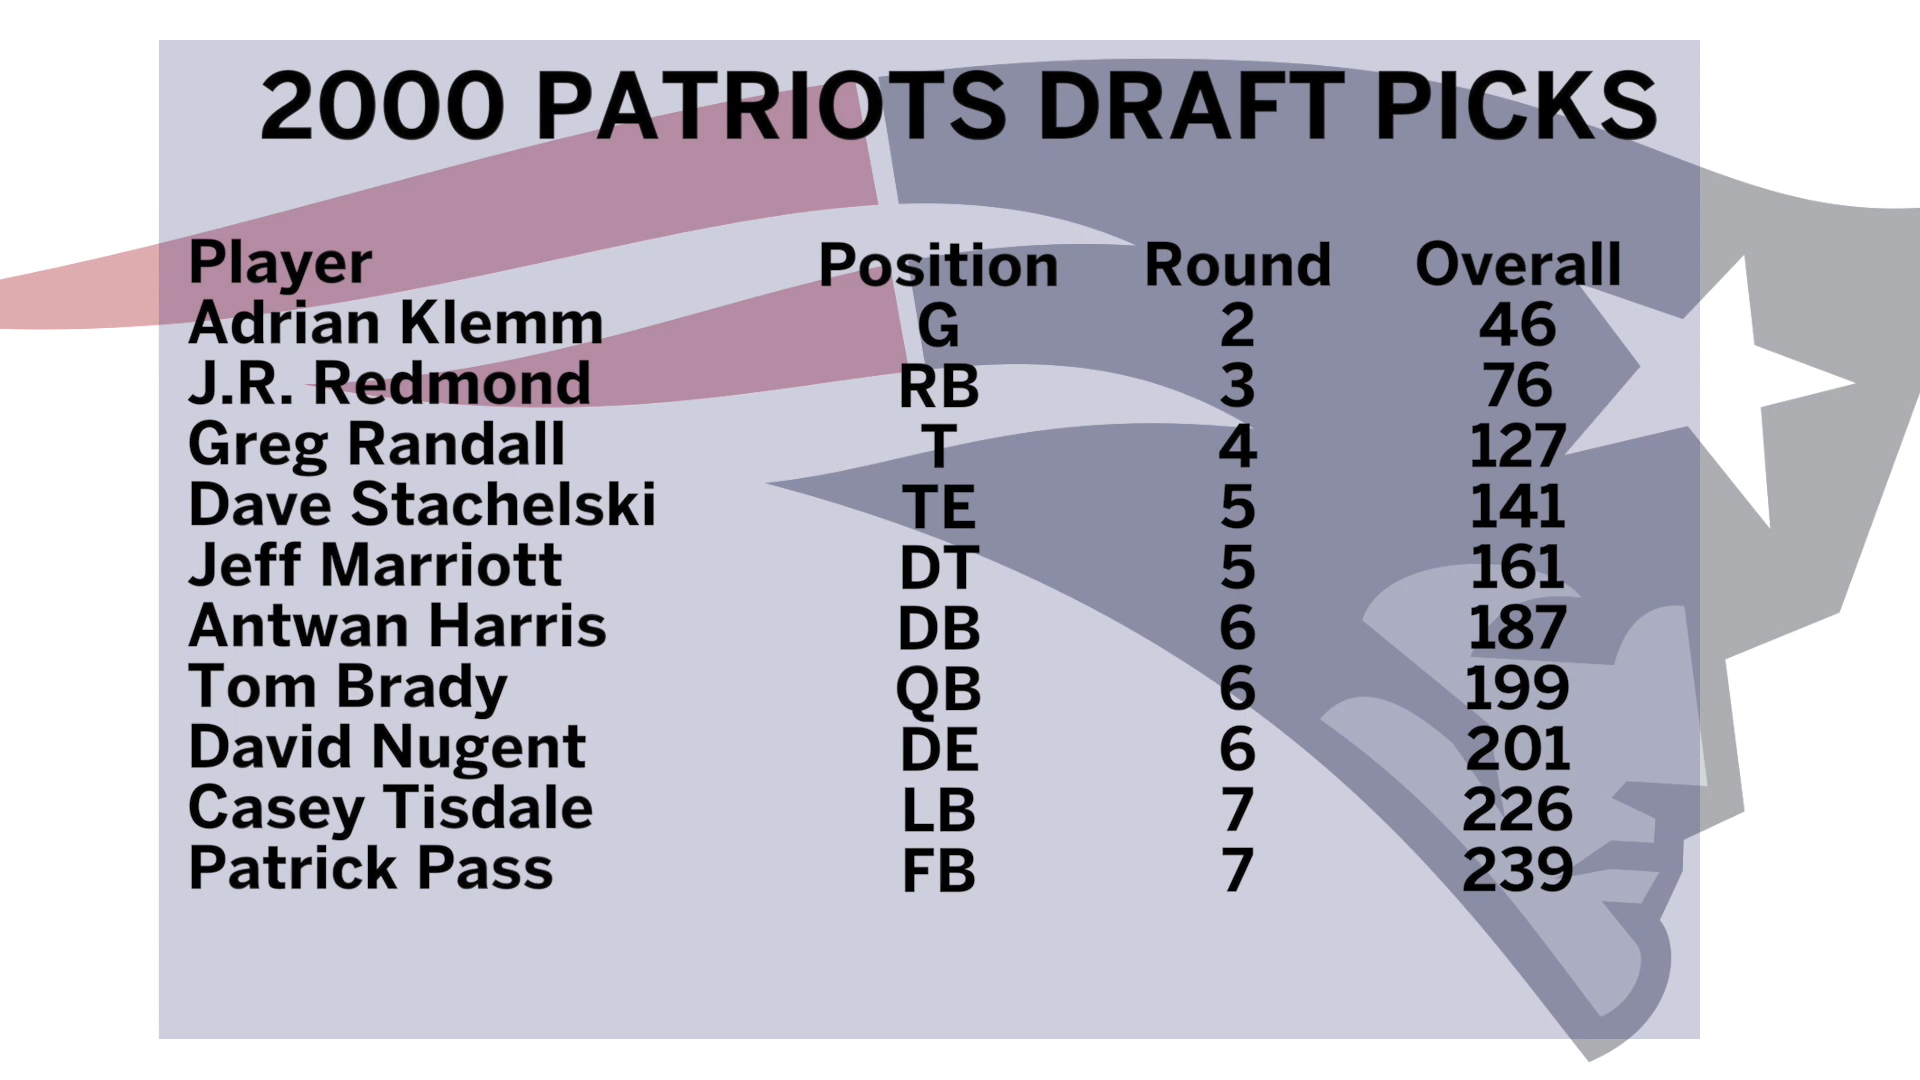 2000 PATRIOTS DRAFT PICKS
Player Position Round Overall
Adrian Klemm G 2 46
J.R. Redmond RB 3 76
Greg Randall T 4 127
Dave Stachelski TE 5 141
Jeff Marriott DT 5 161
Antwan Harris DB 6 187
Tom Brady QB 6 199
David Nugent DE 6 201
Casey Tisdale LB 7 226
Patrick Pass FB 7 239